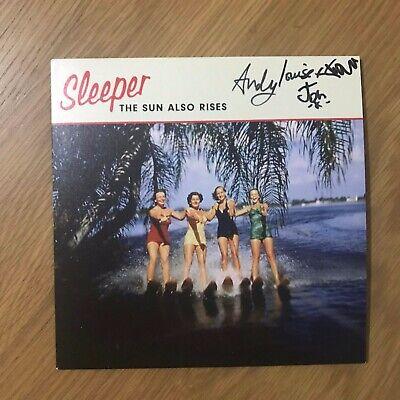 Sleeper
THE SUN ALSO RISES
Andy Louise x
Jon